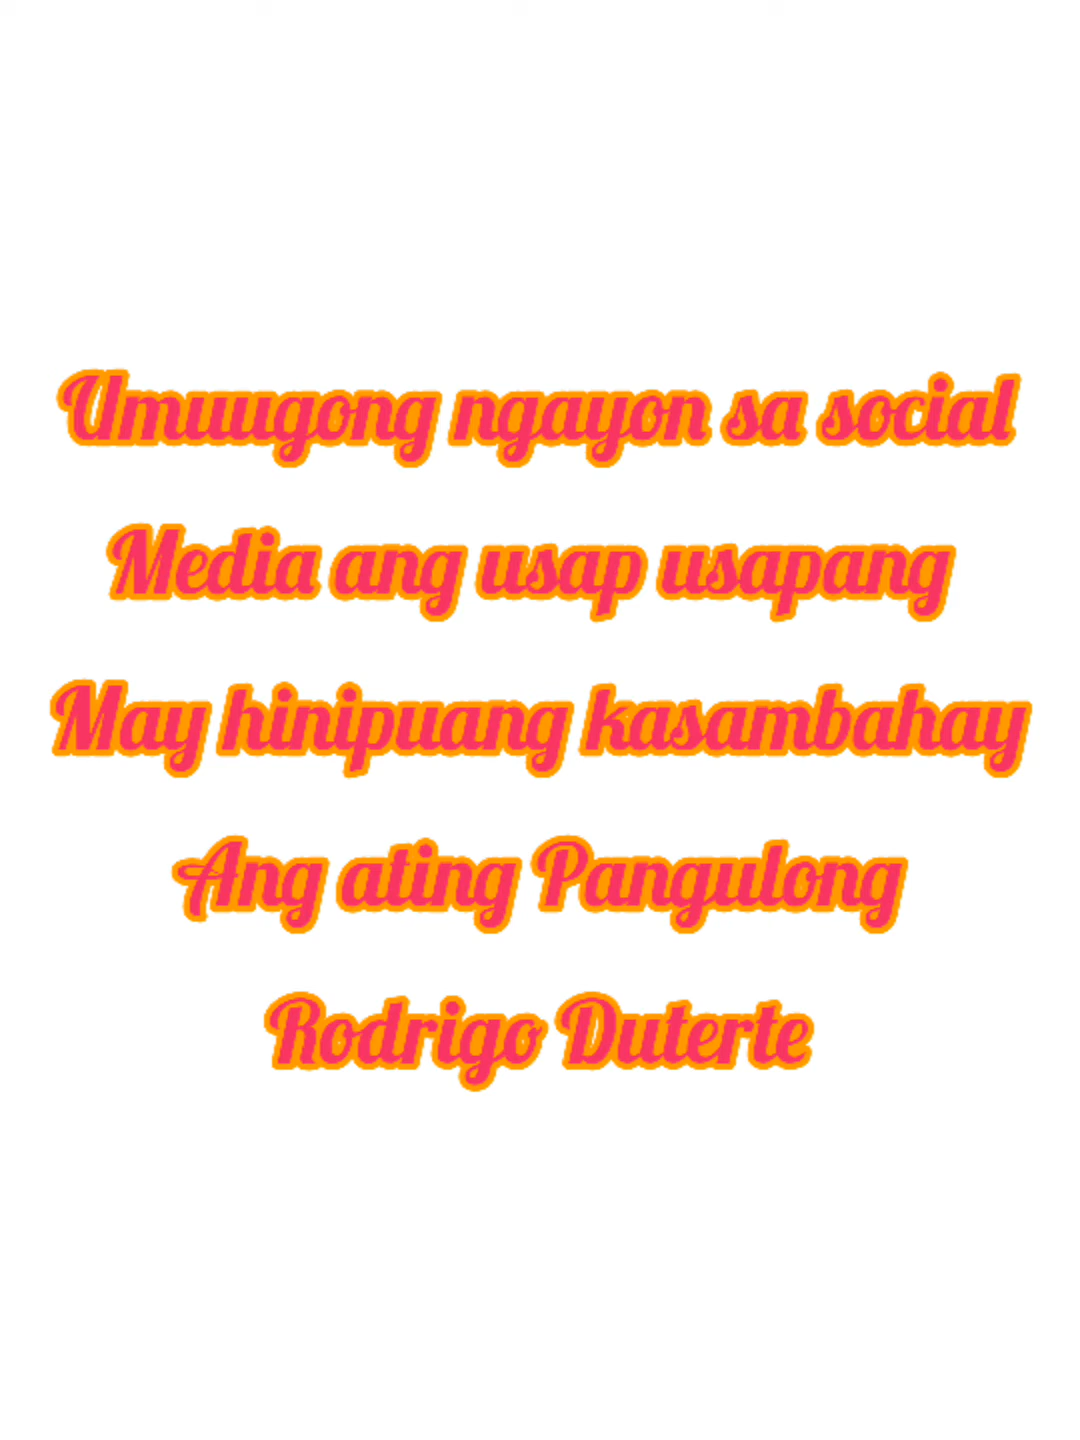 Umuugong ngayon sa social
Media ang usap usapang
May hinipuang kasambahay
Ang ating Pangulong
Rodrigo Duterte